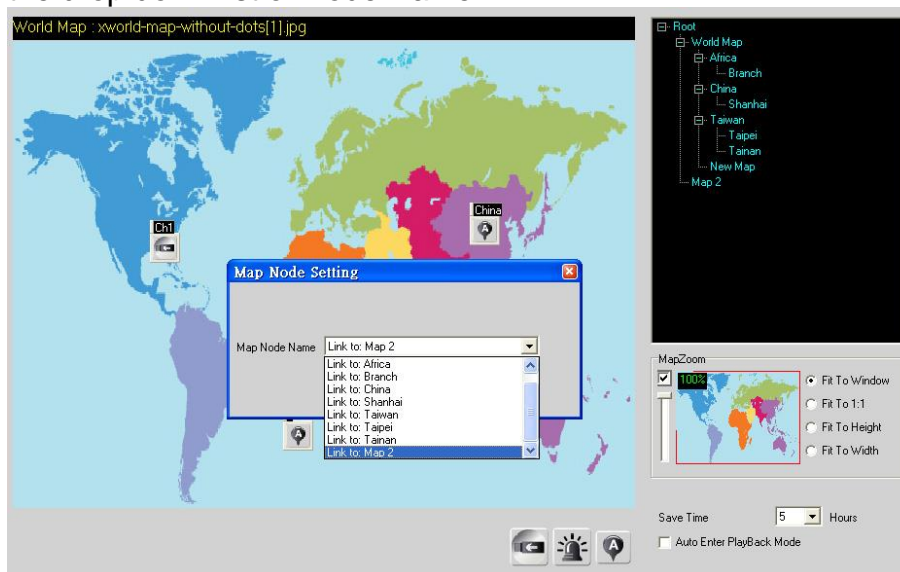 World Map : xworld-map-without-dots[1].jpg
Ch1
China
A
A
Map Node Setting
Map Node Name
Link to: Map 2
Link to: Africa
Link to: Branch
Link to: China
Link to: Shanhai
Link to: Taiwan
Link to: Taipei
Link to: Tainan
Link to: Map 2
A
Root
World Map
Africa
Branch
China
Shanhai
Taiwan
Taipei
Tainan
New Map
Map 2
MapZoom
100%
Fit To Window
Fit To 1:1
Fit To Height
Fit To Width
Save Time 5 Hours
Auto Enter PlayBack Mode